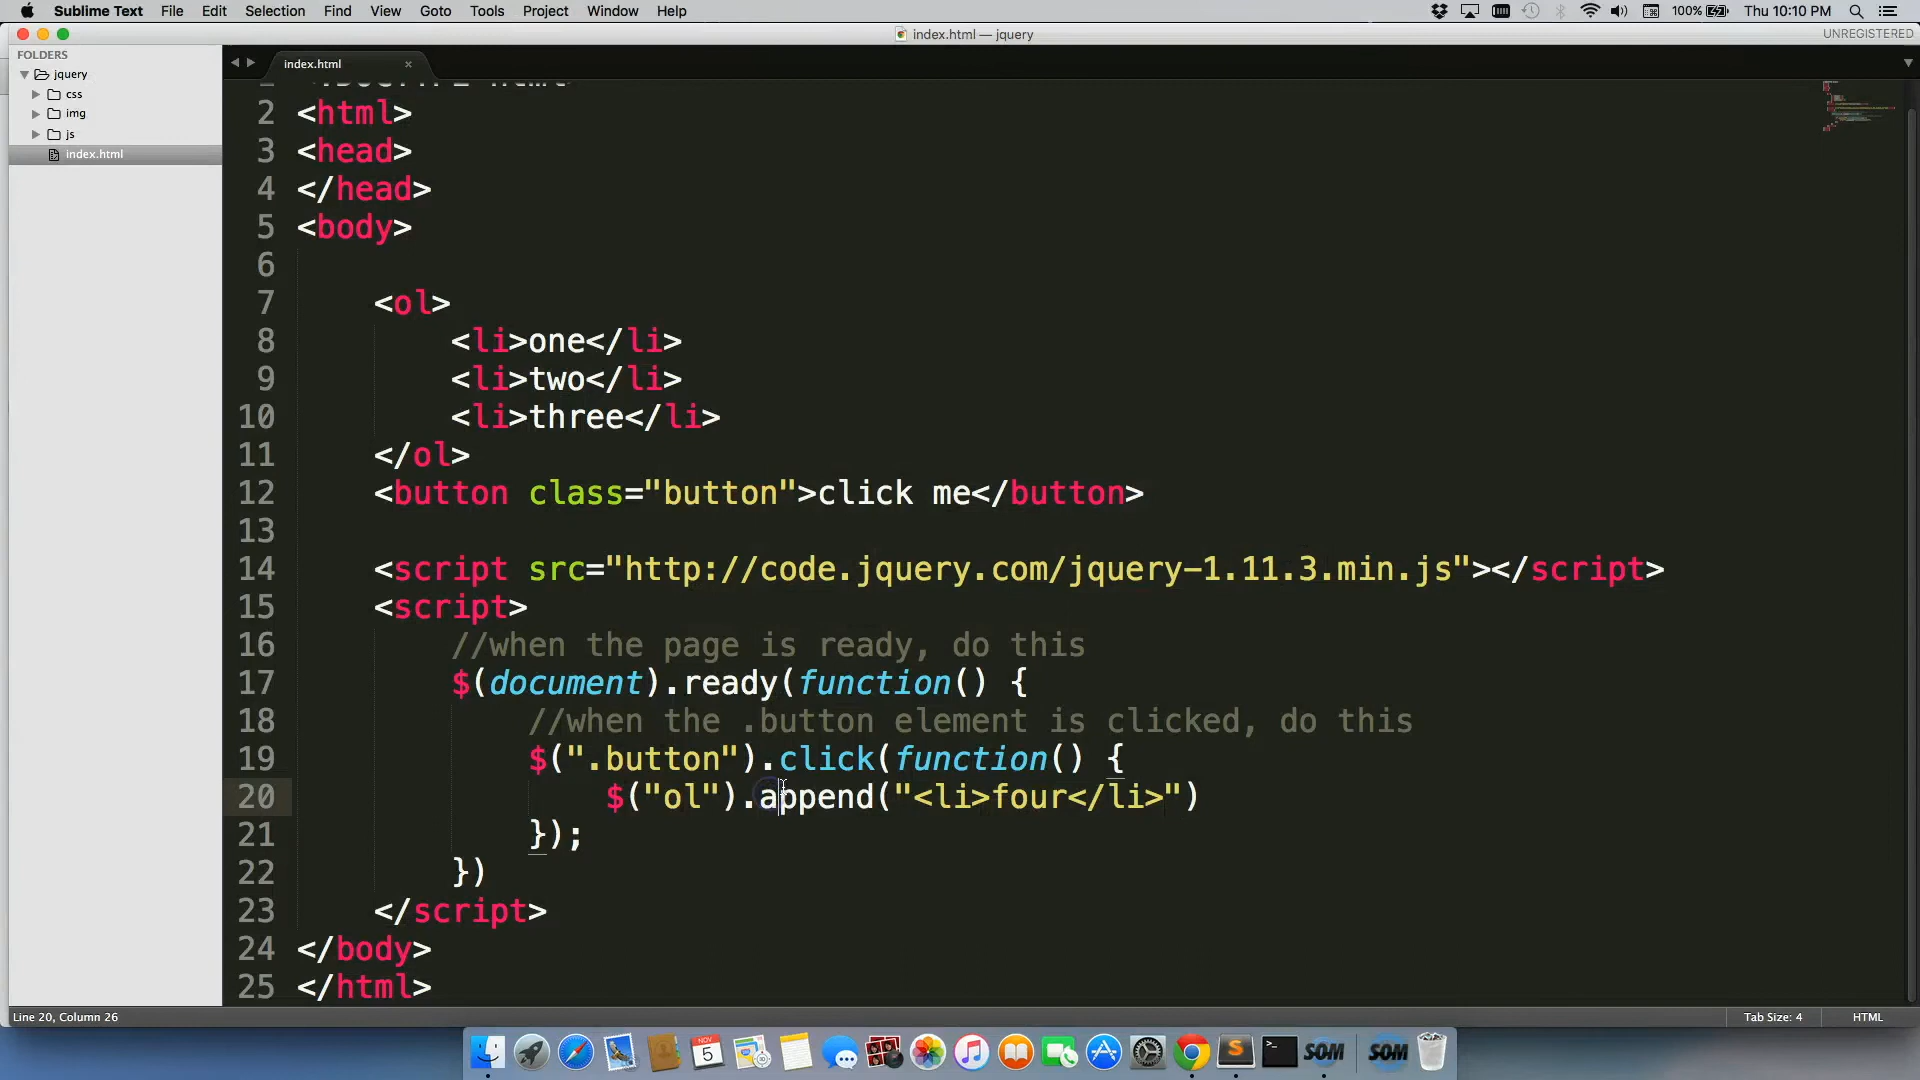 Sublime Text File Edit Selection Find View Goto Tools Project Window Help 100% Thu 10:10 PM
index.html — jquery UNREGISTERED
FOLDERS
jquery
css
img
js
index.html
index.html
2 <html>
3 <head>
4 </head>
5 <body>
6
7 <ol>
8 <li>one</li>
9 <li>two</li>
10 <li>three</li>
11 </ol>
12 <button class="button">click me</button>
13
14 <script src="http://code.jquery.com/jquery-1.11.3.min.js"></script>
15 <script>
16 //when the page is ready, do this
17 $(document).ready(function() {
18 //when the .button element is clicked, do this
19 $(".button").click(function() {
20 $("ol").append("<li>four</li>")
21 });
22 })
23 </script>
24 </body>
25 </html>
Line 20, Column 26 Tab Size: 4 HTML
NOV
5
SOM SOM